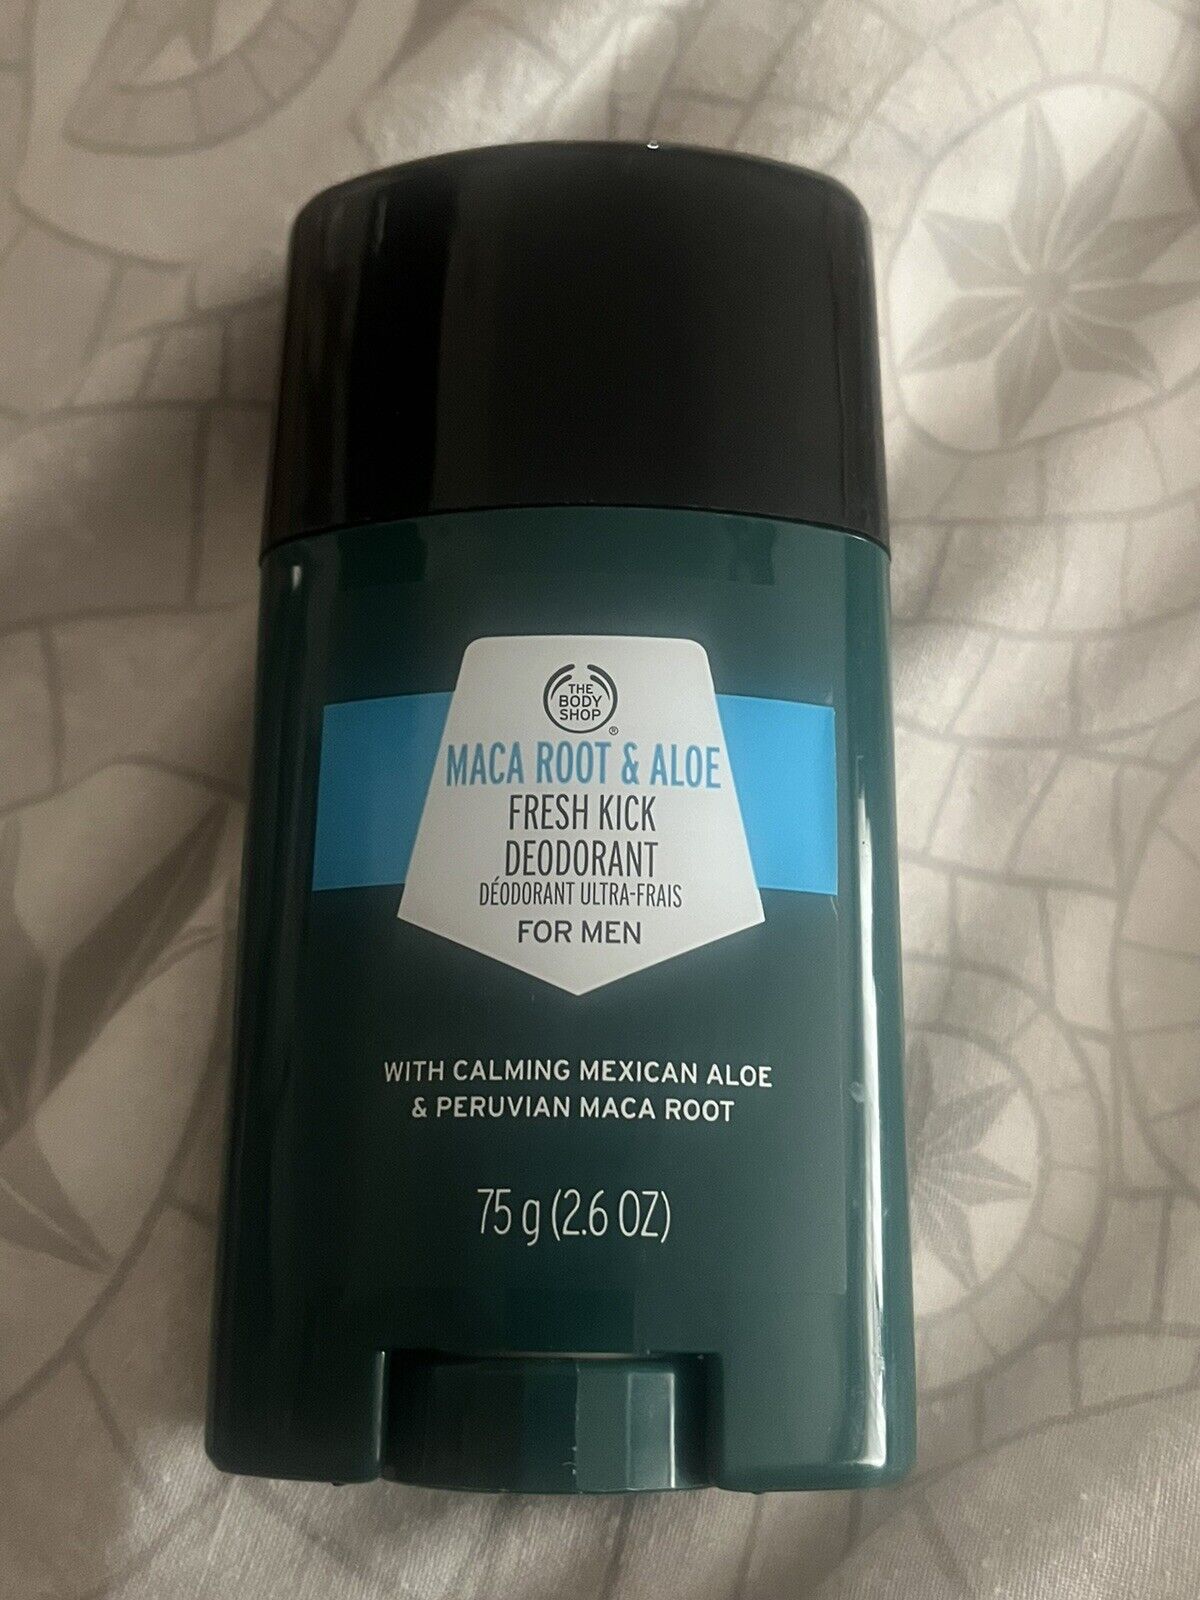 THE
BODY
SHOP
®
MACA ROOT & ALOE
FRESH KICK
DEODORANT
DÉODORANT ULTRA-FRAIS
FOR MEN
WITH CALMING MEXICAN ALOE
& PERUVIAN MACA ROOT
75 g (2.6 OZ)